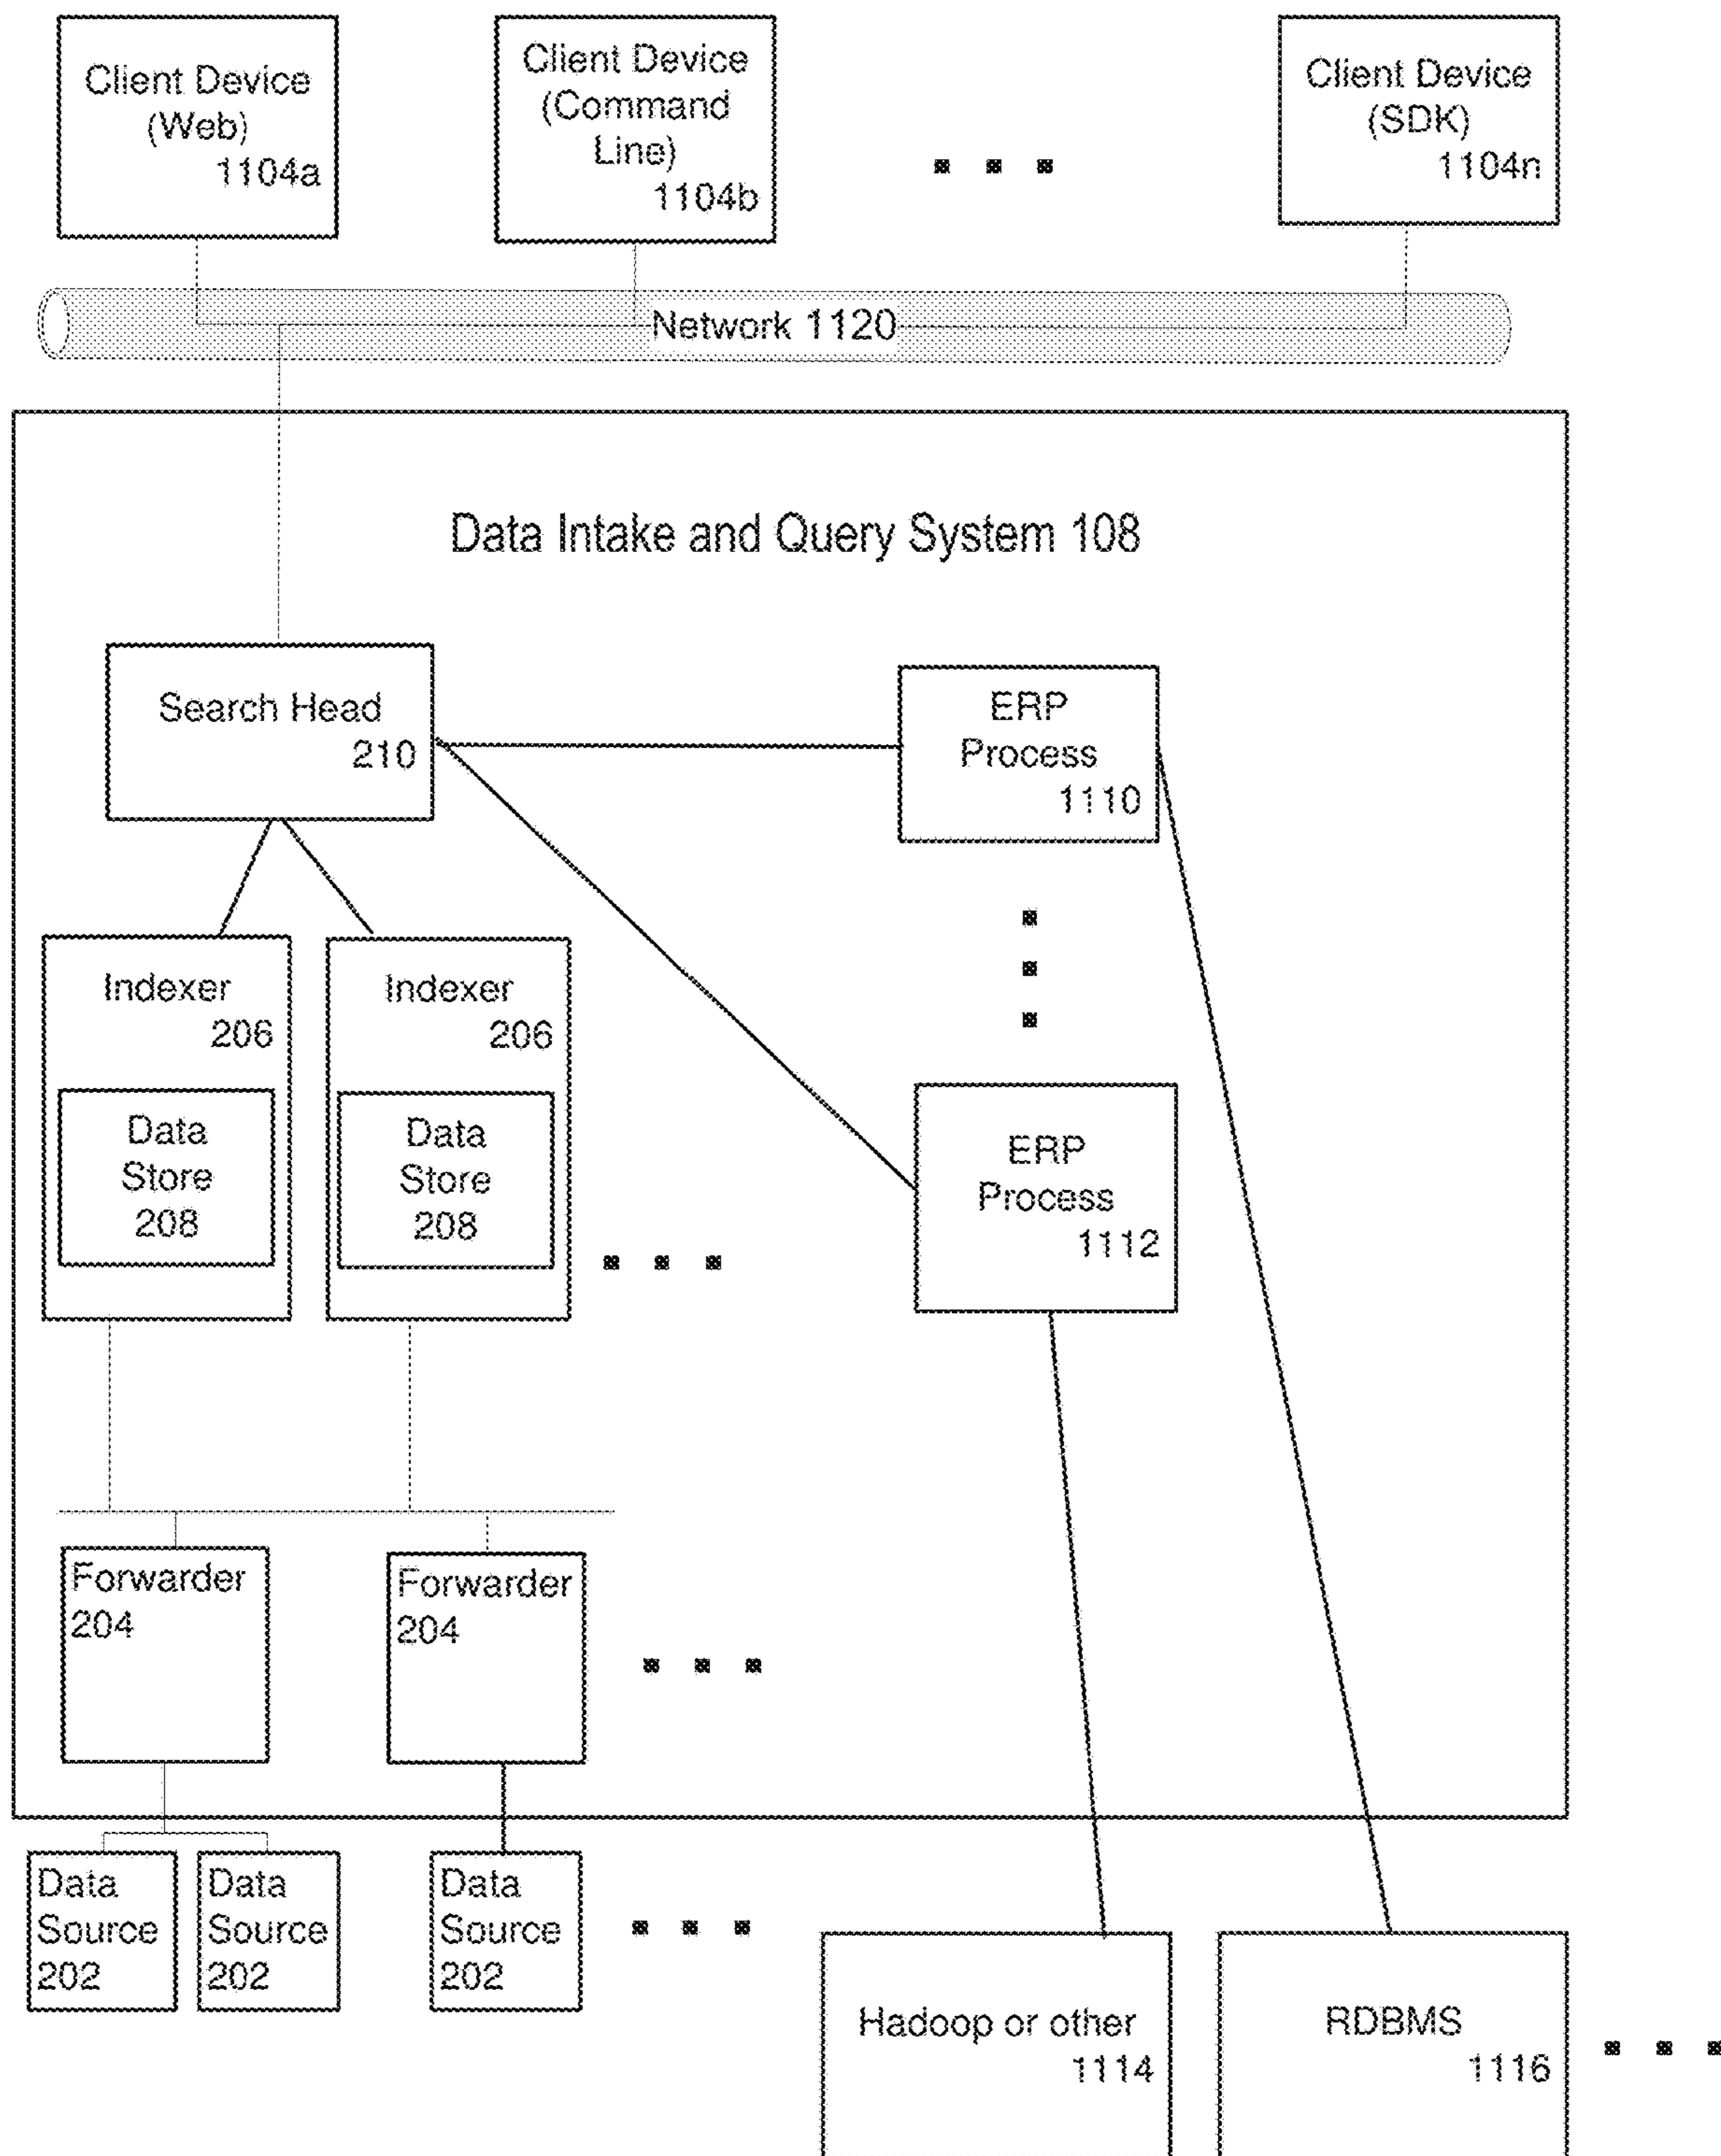 Client Device
(Web)
1104a
Client Device
(Command
Line)
1104b
Client Device
(SDK)
1104n
Network 1120
Data Intake and Query System 108
Search Head
210
ERP
Process
1110
Indexer
206
Data
Store
208
Indexer
206
Data
Store
208
ERP
Process
1112
Forwarder
204
Forwarder
204
Data
Source
202
Data
Source
202
Data
Source
202
Hadoop or other
1114
RDBMS
1116